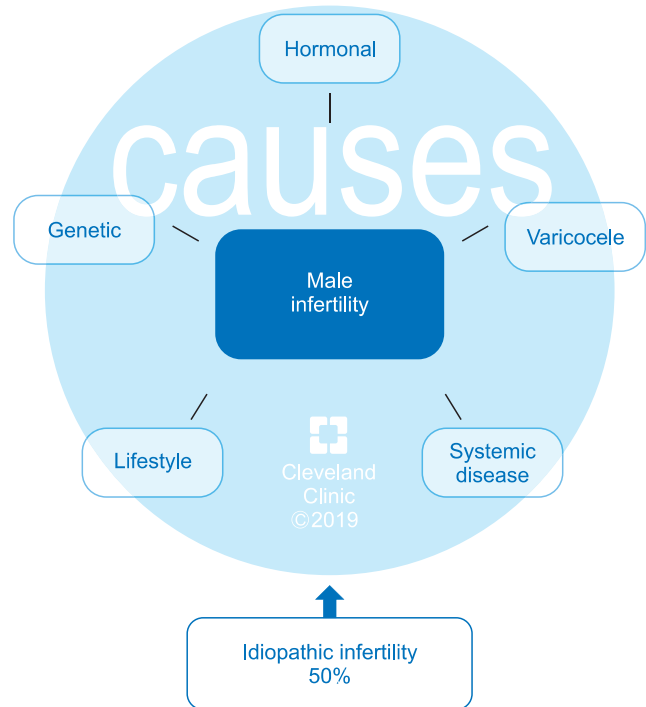 Hormonal
causes
Genetic
Varicocele
Male
infertility
Lifestyle
Systemic
disease
Cleveland
Clinic
©2019
Idiopathic infertility
50%